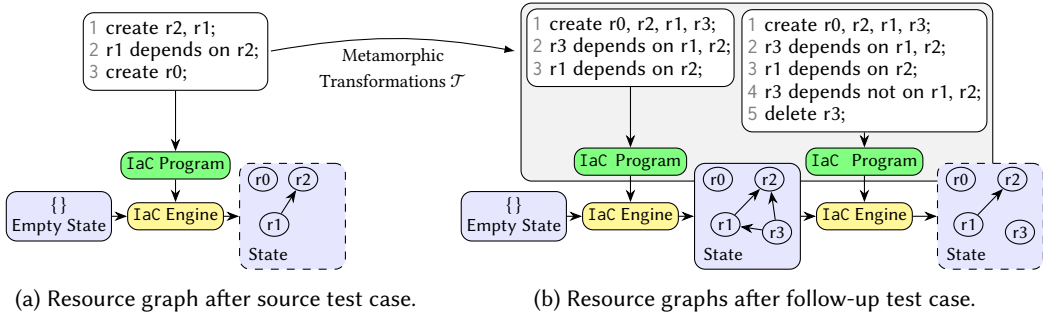 1 create r2, r1;
2 r1 depends on r2;
3 create r0;
Metamorphic
Transformations 𝒯
1 create r0, r2, r1, r3;
2 r3 depends on r1, r2;
3 r1 depends on r2;
1 create r0, r2, r1, r3;
2 r3 depends on r1, r2;
3 r1 depends on r2;
4 r3 depends not on r1, r2;
5 delete r3;
IaC Program
{}
Empty State
IaC Engine
r0 r2
r1
State
IaC Program
IaC Program
{}
Empty State
IaC Engine
r0 r2
r1 r3
State
IaC Engine
r0 r2
r1
r3
State
(a) Resource graph after source test case.
(b) Resource graphs after follow-up test case.